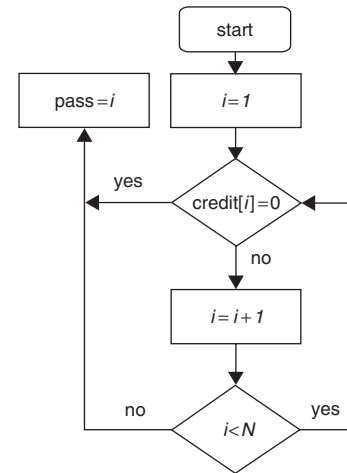 start
pass=i
i=1
yes
credit[i]=0
no
i=i+1
no
i<N
yes